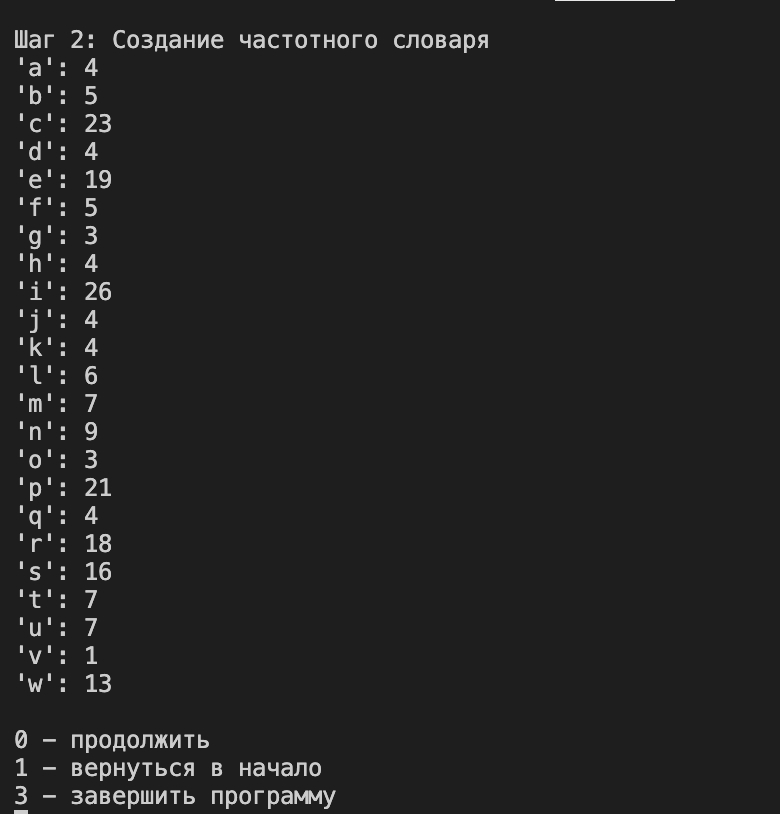 Шаг 2: Создание частотного словаря
'a': 4
'b': 5
'c': 23
'd': 4
'e': 19
'f': 5
'g': 3
'h': 4
'i': 26
'j': 4
'k': 4
'l': 6
'm': 7
'n': 9
'o': 3
'p': 21
'q': 4
'r': 18
's': 16
't': 7
'u': 7
'v': 1
'w': 13
0 – продолжить
1 – вернуться в начало
3 – завершить программу